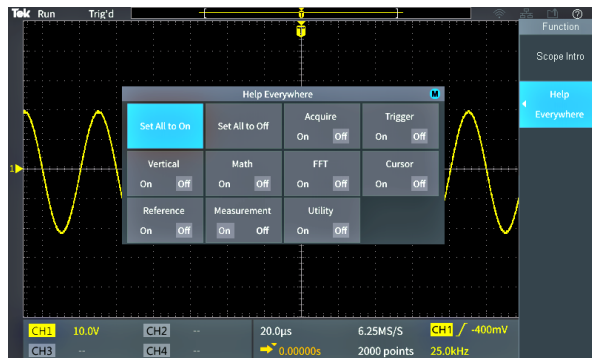 Tek Run Trig'd
T
Function
Scope Intro
Help
Everywhere
Help Everywhere M
Set All to On
Set All to Off
Acquire
On Off
Trigger
On Off
Vertical
On Off
Math
On Off
FFT
On Off
Cursor
On Off
Reference
On Off
Measurement
On Off
Utility
On Off
1
CH1 10.0V CH2 -- 20.0µs 6.25MS/S CH1 -400mV
CH3 -- CH4 -- 0.00000s 2000 points 25.0kHz